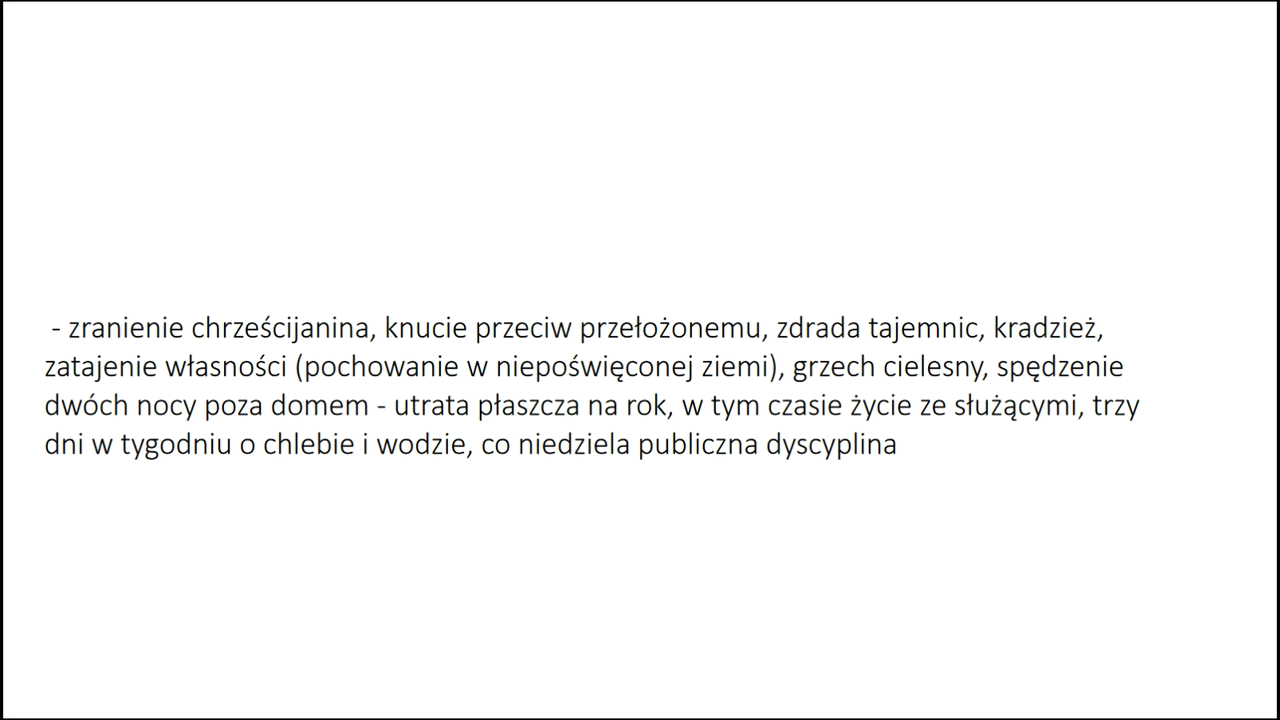 - zranienie chrześcijanina, knucie przeciw przełożonemu, zdrada tajemnic, kradzież,
zatajenie własności (pochowanie w niepoświęconej ziemi), grzech cielesny, spędzenie
dwóch nocy poza domem - utrata płaszcza na rok, w tym czasie życie ze służącymi, trzy
dni w tygodniu o chlebie i wodzie, co niedziela publiczna dyscyplina